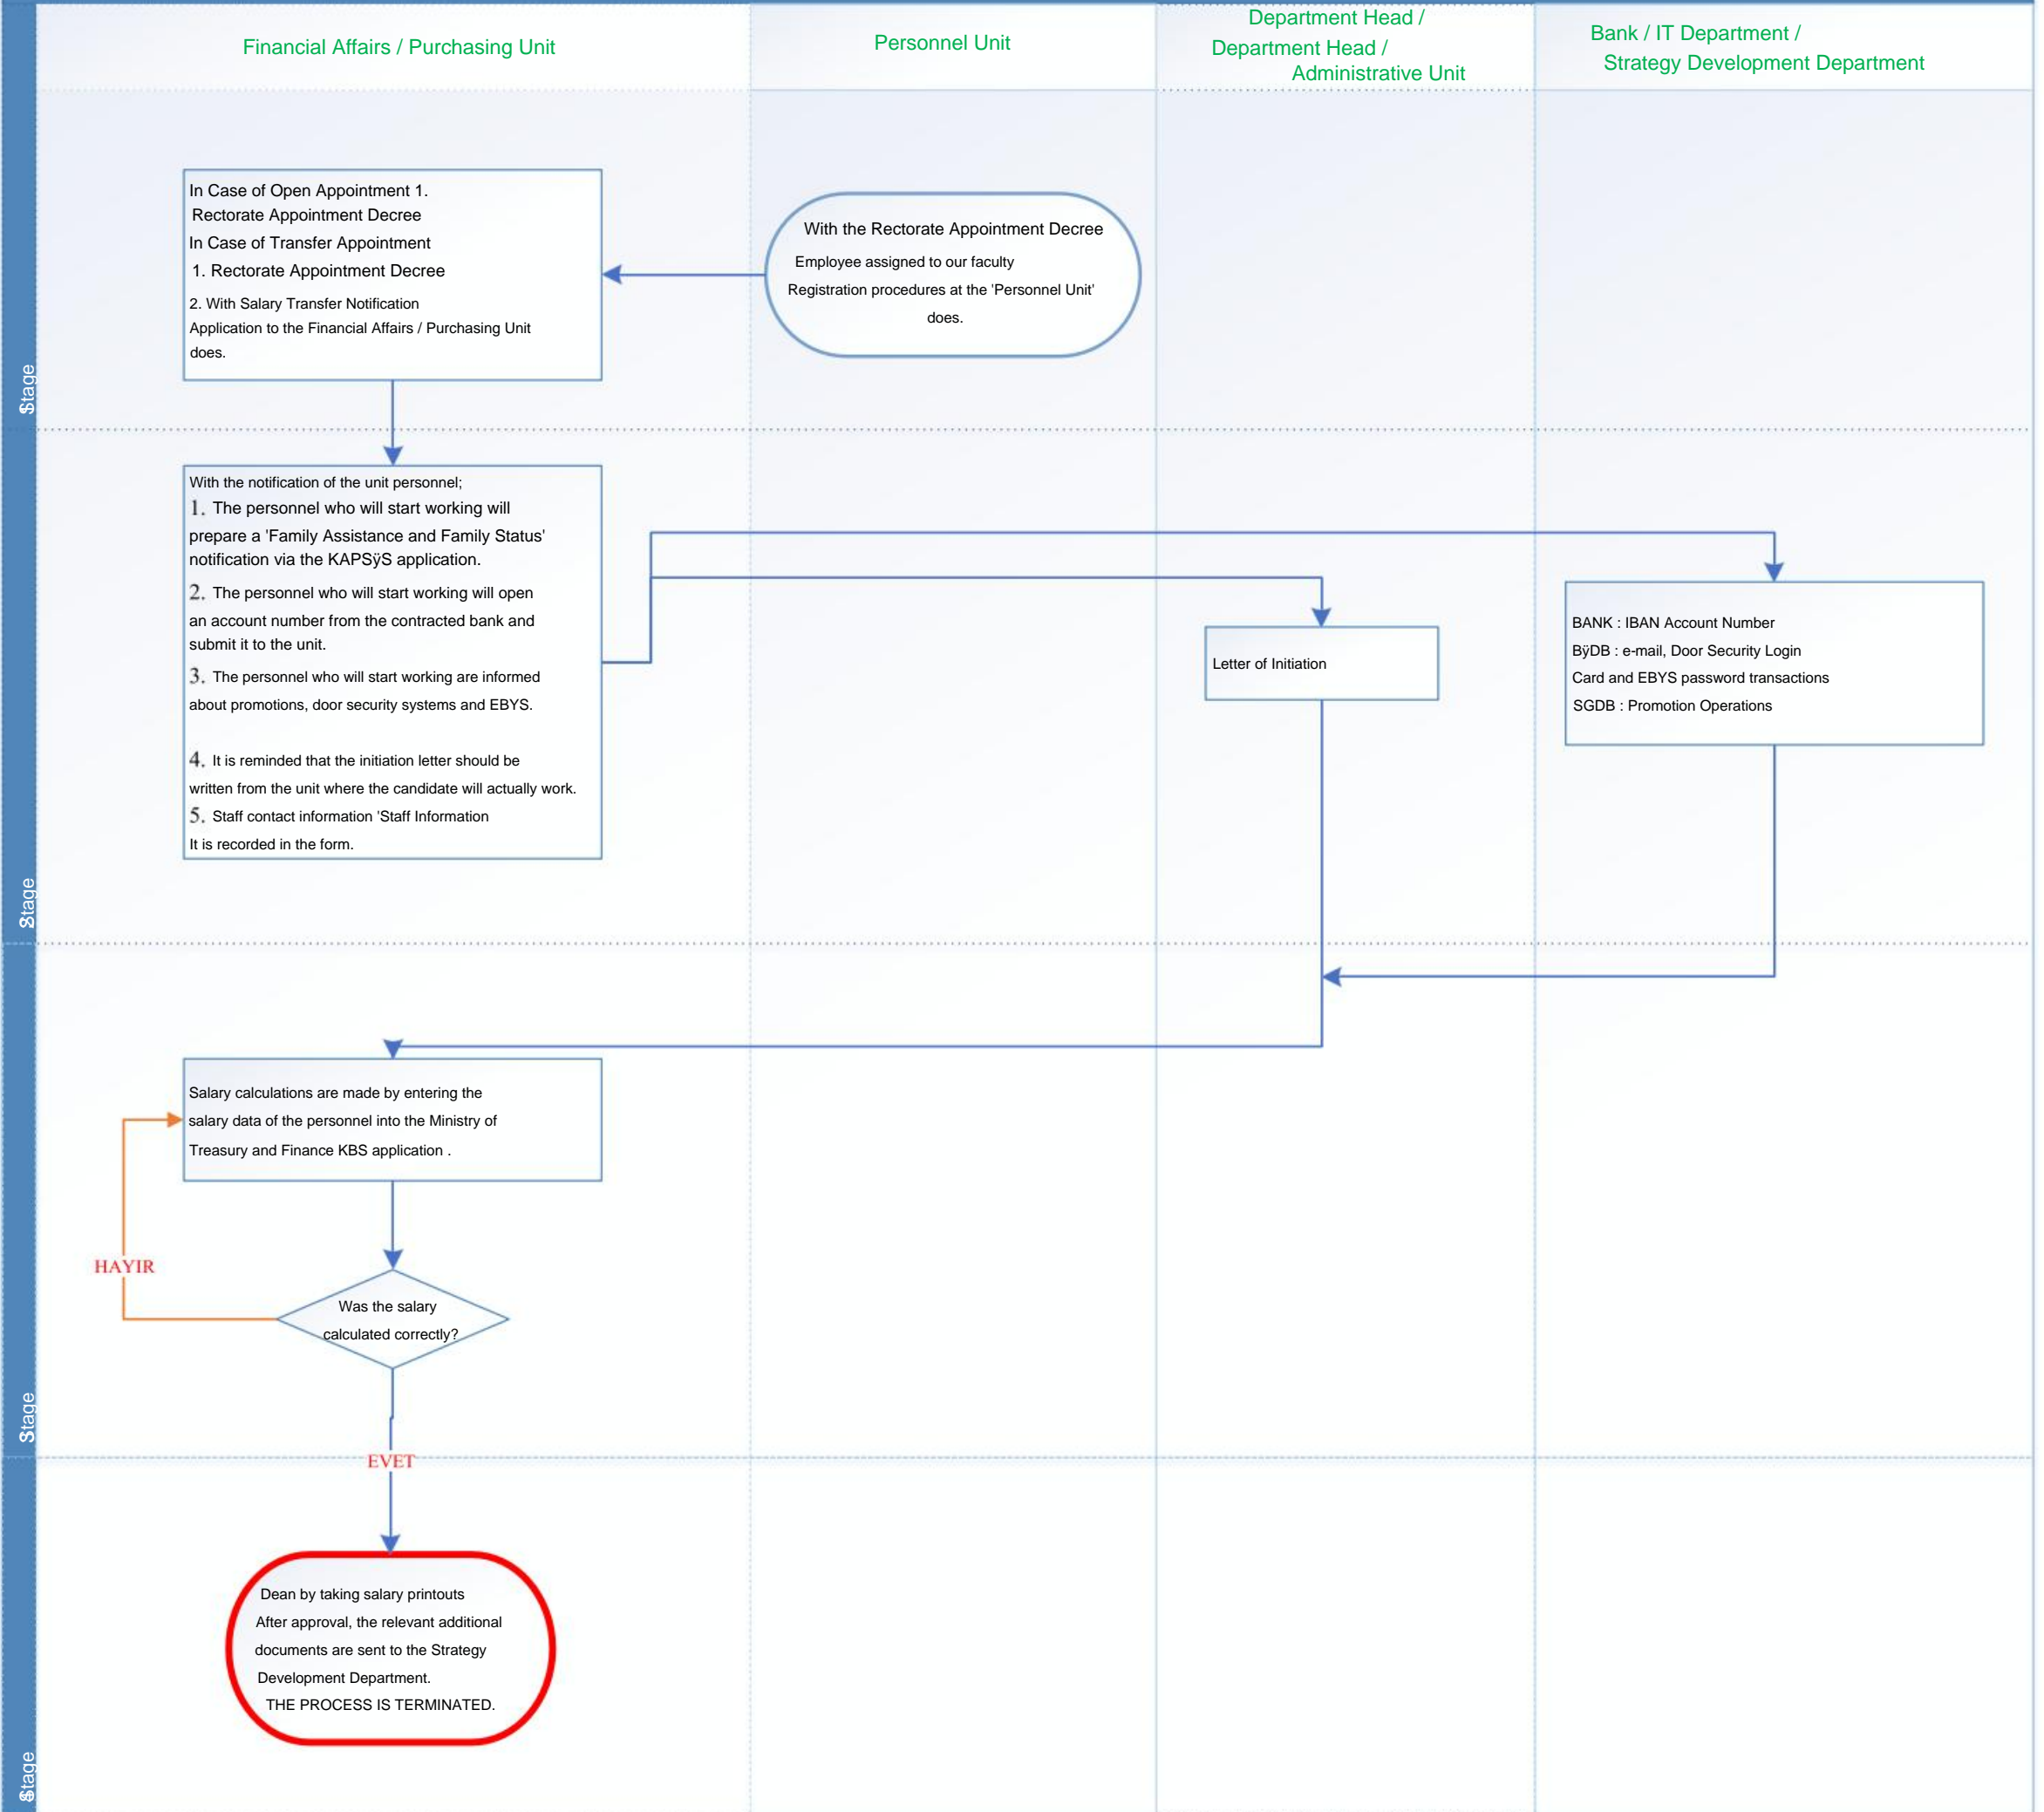 Financial Affairs / Purchasing Unit
Personnel Unit
Department Head /
Department Head /
Administrative Unit
Bank / IT Department /
Strategy Development Department
In Case of Open Appointment 1.
Rectorate Appointment Decree
In Case of Transfer Appointment
1. Rectorate Appointment Decree
2. With Salary Transfer Notification
Application to the Financial Affairs / Purchasing Unit
does.
With the Rectorate Appointment Decree
Employee assigned to our faculty
Registration procedures at the 'Personnel Unit'
does.
Stage
With the notification of the unit personnel;
1. The personnel who will start working will
prepare a 'Family Assistance and Family Status'
notification via the KAPSÿS application.
2. The personnel who will start working will open
an account number from the contracted bank and
submit it to the unit.
3. The personnel who will start working are informed
about promotions, door security systems and EBYS.
4. It is reminded that the initiation letter should be
written from the unit where the candidate will actually work.
5. Staff contact information 'Staff Information
It is recorded in the form.
Letter of Initiation
BANK : IBAN Account Number
BÿDB : e-mail, Door Security Login
Card and EBYS password transactions
SGDB : Promotion Operations
Stage
Salary calculations are made by entering the
salary data of the personnel into the Ministry of
Treasury and Finance KBS application .
HAYIR
Was the salary
calculated correctly?
Stage
EVET
Dean by taking salary printouts
After approval, the relevant additional
documents are sent to the Strategy
Development Department.
THE PROCESS IS TERMINATED.
Stage